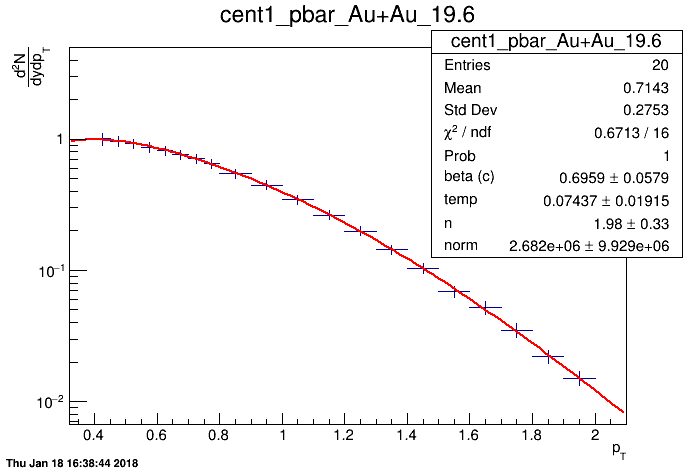 cent1_pbar_Au+Au_19.6
cent1_pbar_Au+Au_19.6
Entries 20
Mean 0.7143
Std Dev 0.2753
χ² / ndf 0.6713 / 16
Prob 1
beta (c) 0.6959 ± 0.0579
temp 0.07437 ± 0.01915
n 1.98 ± 0.33
norm 2.682e+06 ± 9.929e+06
d²N
dydp_T
1
10⁻¹
10⁻²
0.4 0.6 0.8 1 1.2 1.4 1.6 1.8 2
p_T
Thu Jan 18 16:38:44 2018